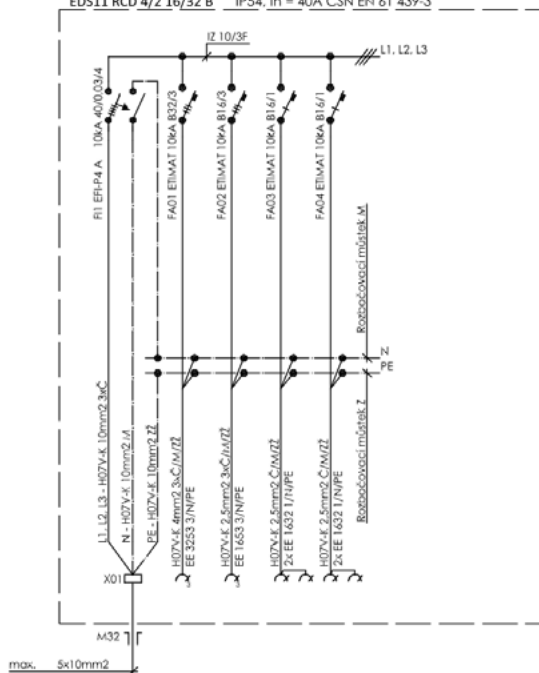 EDS11 RCD 4/2 16/32 B IP54, In = 40A ČSN EN 61 439-3
IZ 10/3F
L1, L2, L3
FI1 EFI-P4 A 10kA 40/0,03/4
FA01 ETIMAT 10kA B32/3
FA02 ETIMAT 10kA B16/3
FA03 ETIMAT 10kA B16/1
FA04 ETIMAT 10kA B16/1
Rozbočovací můstek M
N
PE
Rozbočovací můstek Z
L1, L2, L3 - H07V-K 10mm2 3xČ
N - H07V-K 10mm2 M
PE - H07V-K 10mm2 ZŽ
H07V-K 4mm2 3xČ/M/ZŽ
EE 3253 3/N/PE
H07V-K 2,5mm2 3xČ/M/ZŽ
EE 1653 3/N/PE
H07V-K 2,5mm2 Č/M/ZŽ
2x EE 1632 1/N/PE
H07V-K 2,5mm2 Č/M/ZŽ
2x EE 1632 1/N/PE
X01
3
3
M32
max. 5x10mm2